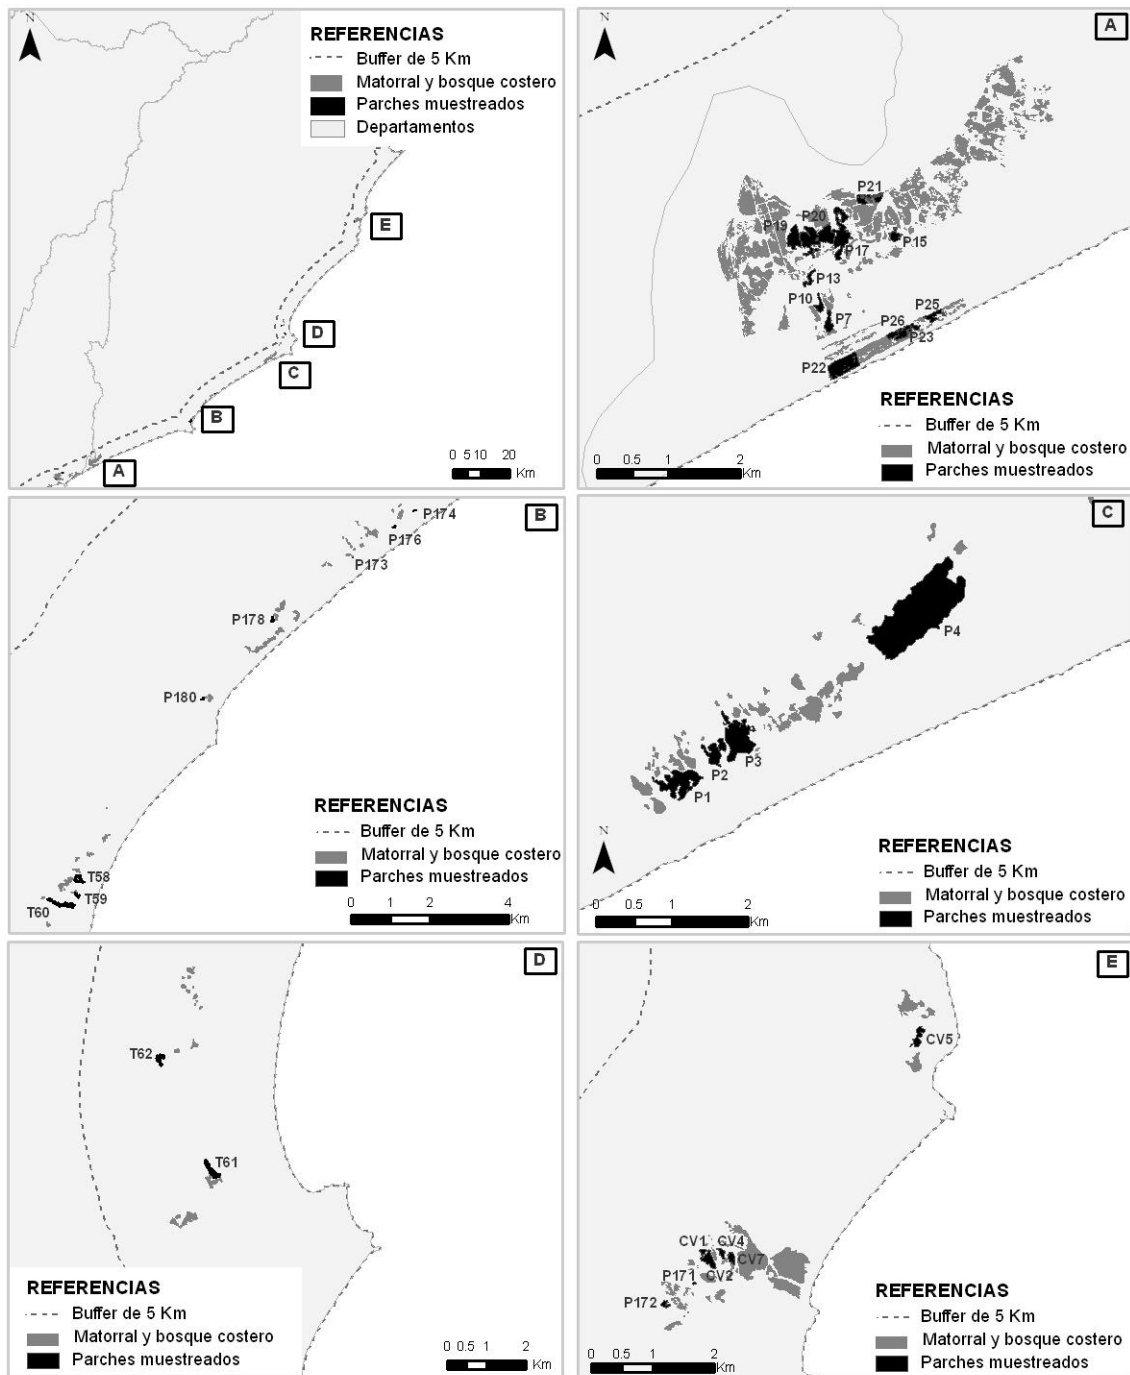 N
REFERENCIAS
Buffer de 5 Km
Matorral y bosque costero
Parches muestreados
Departamentos
E
D
C
B
A
0 5 10 20
Km
N
A
P21
P20
P19
P17
P15
P13
P10
P7
P25
P26
P23
P22
REFERENCIAS
Buffer de 5 Km
Matorral y bosque costero
Parches muestreados
0 0.5 1 2
Km
B
P174
P176
P173
P178
P180
T58
T59
T60
REFERENCIAS
Buffer de 5 Km
Matorral y bosque costero
Parches muestreados
0 1 2 4
Km
C
P4
P3
P2
P1
N
REFERENCIAS
Buffer de 5 Km
Matorral y bosque costero
Parches muestreados
0 0.5 1 2
Km
D
T62
T61
REFERENCIAS
Buffer de 5 Km
Matorral y bosque costero
Parches muestreados
0 0.5 1 2
Km
E
CV5
CV1 CV4
CV7
CV2
P171
P172
REFERENCIAS
Buffer de 5 Km
Matorral y bosque costero
Parches muestreados
0 0.5 1 2
Km